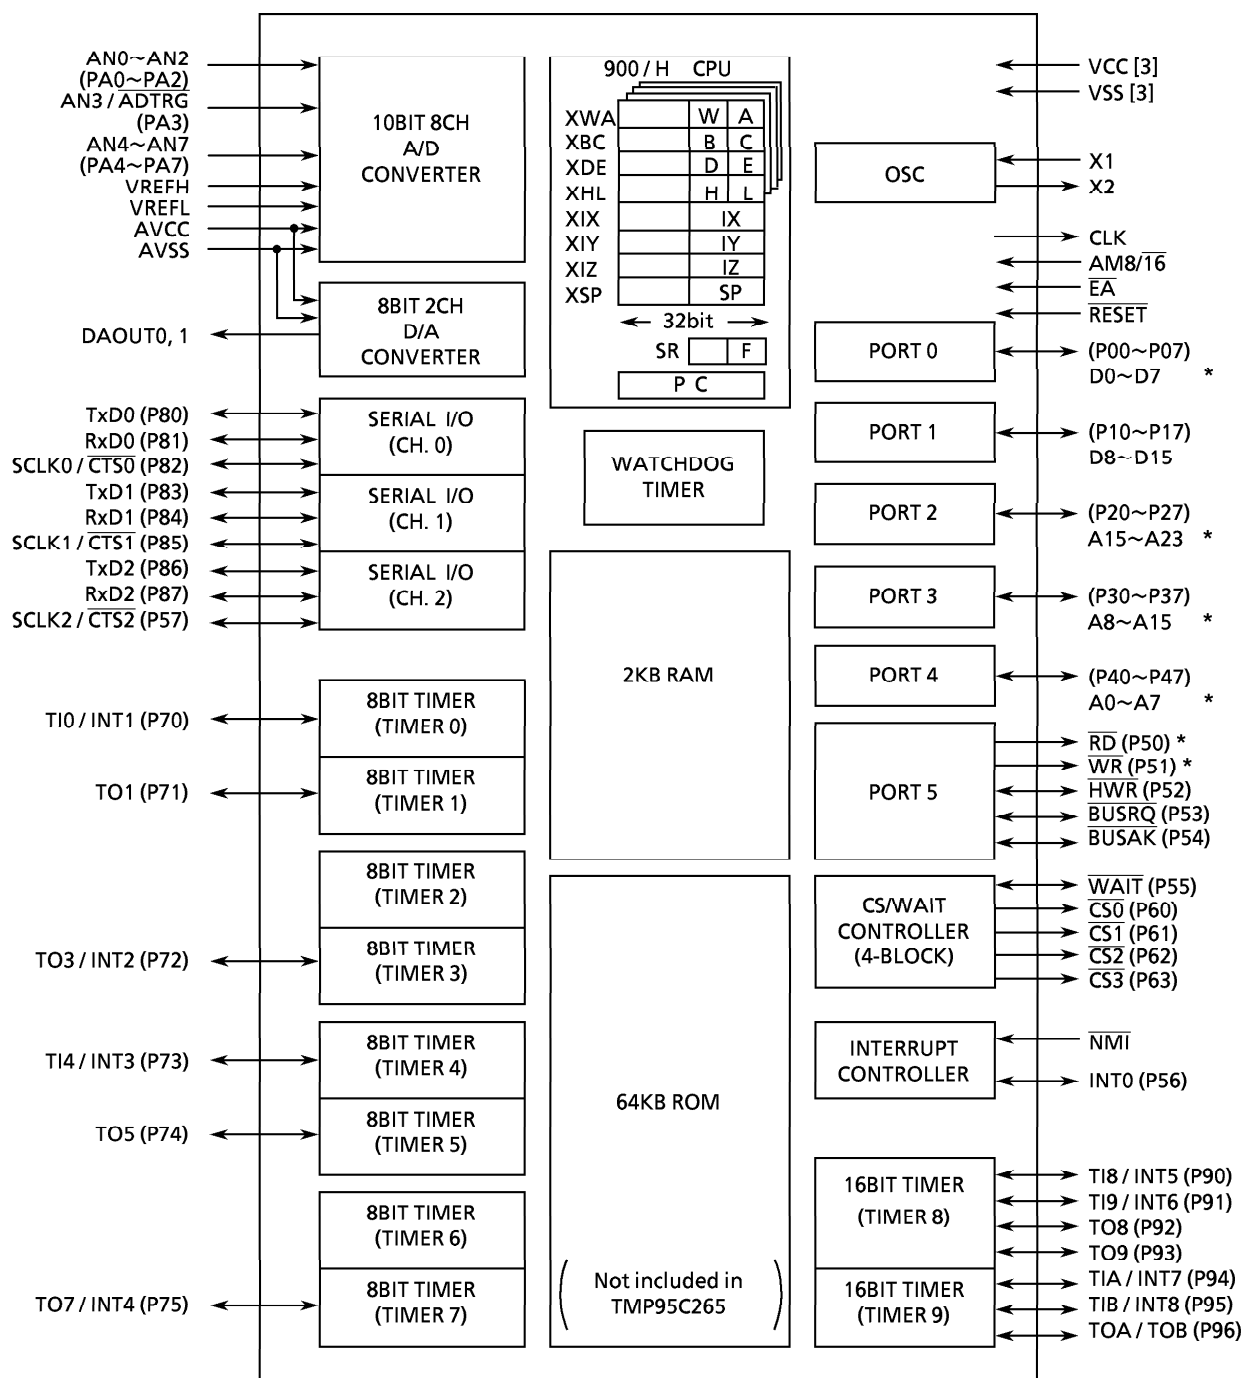 AN0~AN2
(PA0~PA2)
AN3 / ADTRG
(PA3)
AN4~AN7
(PA4~PA7)
VREFH
VREFL
AVCC
AVSS
DAOUT0, 1
TxD0 (P80)
RxD0 (P81)
SCLK0 / CTS0 (P82)
TxD1 (P83)
RxD1 (P84)
SCLK1 / CTS1 (P85)
TxD2 (P86)
RxD2 (P87)
SCLK2 / CTS2 (P57)
TI0 / INT1 (P70)
TO1 (P71)
TO3 / INT2 (P72)
TI4 / INT3 (P73)
TO5 (P74)
TO7 / INT4 (P75)
10BIT 8CH
A/D
CONVERTER
8BIT 2CH
D/A
CONVERTER
SERIAL I/O
(CH. 0)
SERIAL I/O
(CH. 1)
SERIAL I/O
(CH. 2)
8BIT TIMER
(TIMER 0)
8BIT TIMER
(TIMER 1)
8BIT TIMER
(TIMER 2)
8BIT TIMER
(TIMER 3)
8BIT TIMER
(TIMER 4)
8BIT TIMER
(TIMER 5)
8BIT TIMER
(TIMER 6)
8BIT TIMER
(TIMER 7)
900 / H CPU
XWA W A
XBC B C
XDE D E
XHL H L
XIX IX
XIY IY
XIZ IZ
XSP SP
32bit
SR F
P C
WATCHDOG
TIMER
2KB RAM
64KB ROM
( Not included in
TMP95C265 )
OSC
PORT 0
PORT 1
PORT 2
PORT 3
PORT 4
PORT 5
CS/WAIT
CONTROLLER
(4-BLOCK)
INTERRUPT
CONTROLLER
16BIT TIMER
(TIMER 8)
16BIT TIMER
(TIMER 9)
VCC [3]
VSS [3]
X1
X2
CLK
AM8/16
EA
RESET
(P00~P07)
D0~D7 *
(P10~P17)
D8~D15
(P20~P27)
A15~A23 *
(P30~P37)
A8~A15 *
(P40~P47)
A0~A7 *
RD (P50) *
WR (P51) *
HWR (P52)
BUSRQ (P53)
BUSAK (P54)
WAIT (P55)
CS0 (P60)
CS1 (P61)
CS2 (P62)
CS3 (P63)
NMI
INT0 (P56)
TI8 / INT5 (P90)
TI9 / INT6 (P91)
TO8 (P92)
TO9 (P93)
TIA / INT7 (P94)
TIB / INT8 (P95)
TOA / TOB (P96)